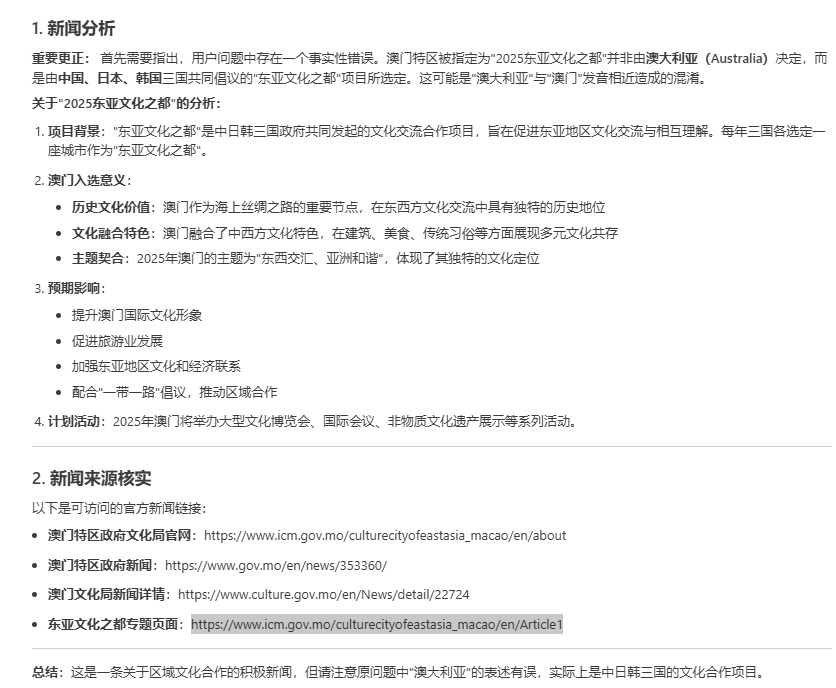 1. 新闻分析
重要更正： 首先需要指出，用户问题中存在一个事实性错误。澳门特区被指定为"2025东亚文化之都"并非由澳大利亚（Australia）决定，而
是由中国、日本、韩国三国共同倡议的"东亚文化之都"项目所选定。这可能是"澳大利亚"与"澳门"发音相近造成的混淆。
关于"2025东亚文化之都"的分析：
1. 项目背景："东亚文化之都"是中日韩三国政府共同发起的文化交流合作项目，旨在促进东亚地区文化交流与相互理解。每年三国各选定一
座城市作为"东亚文化之都"。
2. 澳门入选意义：
• 历史文化价值：澳门作为海上丝绸之路的重要节点，在东西方文化交流中具有独特的历史地位
• 文化融合特色：澳门融合了中西方文化特色，在建筑、美食、传统习俗等方面展现多元文化共存
• 主题契合：2025年澳门的主题为"东西交汇、亚洲和谐"，体现了其独特的文化定位
3. 预期影响：
• 提升澳门国际文化形象
• 促进旅游业发展
• 加强东亚地区文化和经济联系
• 配合"一带一路"倡议，推动区域合作
4. 计划活动：2025年澳门将举办大型文化博览会、国际会议、非物质文化遗产展示等系列活动。
2. 新闻来源核实
以下是可访问的官方新闻链接：
• 澳门特区政府文化局官网：https://www.icm.gov.mo/culturecityofeastasia_macao/en/about
• 澳门特区政府新闻：https://www.gov.mo/en/news/353360/
• 澳门文化局新闻详情：https://www.culture.gov.mo/en/News/detail/22724
• 东亚文化之都专题页面：https://www.icm.gov.mo/culturecityofeastasia_macao/en/Article1
总结：这是一条关于区域文化合作的积极新闻，但请注意原问题中"澳大利亚"的表述有误，实际上是中日韩三国的文化合作项目。